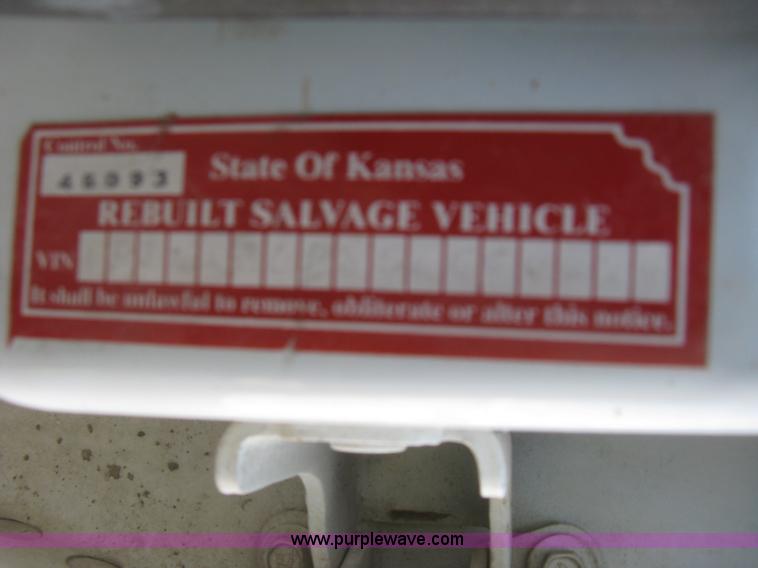 Control No.
46093
State Of Kansas
REBUILT SALVAGE VEHICLE
VIN
It shall be unlawful to remove, obliterate or alter this notice.
www.purplewave.com